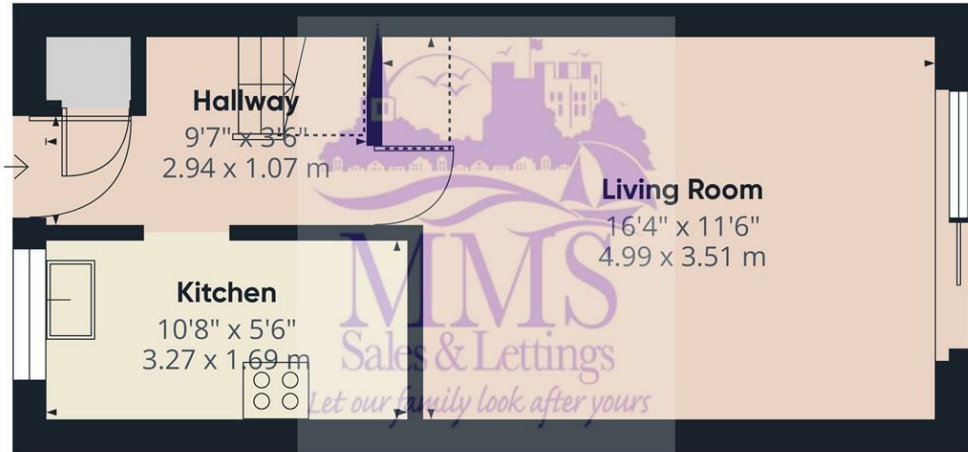 Hallway
9'7" x 3'6"
2.94 x 1.07 m
Living Room
16'4" x 11'6"
4.99 x 3.51 m
Kitchen
10'8" x 5'6"
3.27 x 1.69 m
MMS
Sales & Lettings
Let our family look after yours